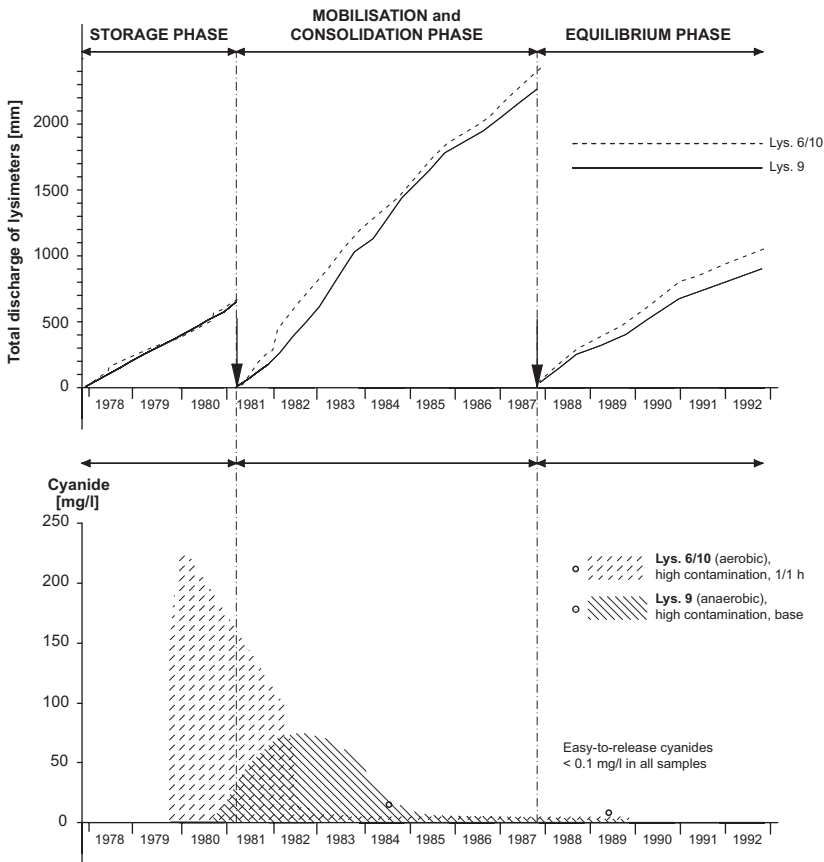 MOBILISATION and
STORAGE PHASE CONSOLIDATION PHASE EQUILIBRIUM PHASE
Total discharge of lysimeters [mm]
2000
1500
1000
500
0
Lys. 6/10
Lys. 9
1978 1979 1980 1981 1982 1983 1984 1985 1986 1987 1988 1989 1990 1991 1992
Cyanide
[mg/l]
250
200
150
100
50
0
Lys. 6/10 (aerobic),
high contamination, 1/1 h
Lys. 9 (anaerobic),
high contamination, base
Easy-to-release cyanides
< 0.1 mg/l in all samples
1978 1979 1980 1981 1982 1983 1984 1985 1986 1987 1988 1989 1990 1991 1992